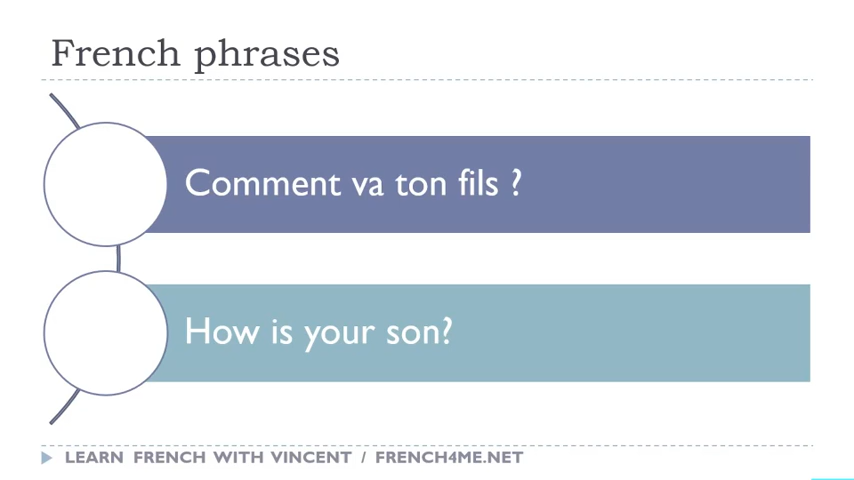 French phrases
Comment va ton fils ?
How is your son?
LEARN FRENCH WITH VINCENT / FRENCH4ME.NET